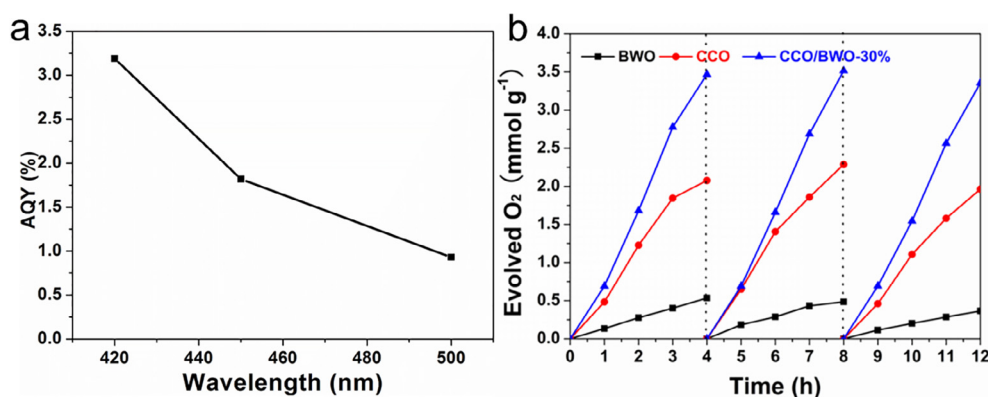 a
AQY (%)
3.5
3.0
2.5
2.0
1.5
1.0
0.5
0.0
420 440 460 480 500
Wavelength (nm)
b
Evolved O₂ (mmol g⁻¹)
4.0
3.5
3.0
2.5
2.0
1.5
1.0
0.5
0.0
BWO CCO CCO/BWO-30%
0 1 2 3 4 5 6 7 8 9 10 11 12
Time (h)